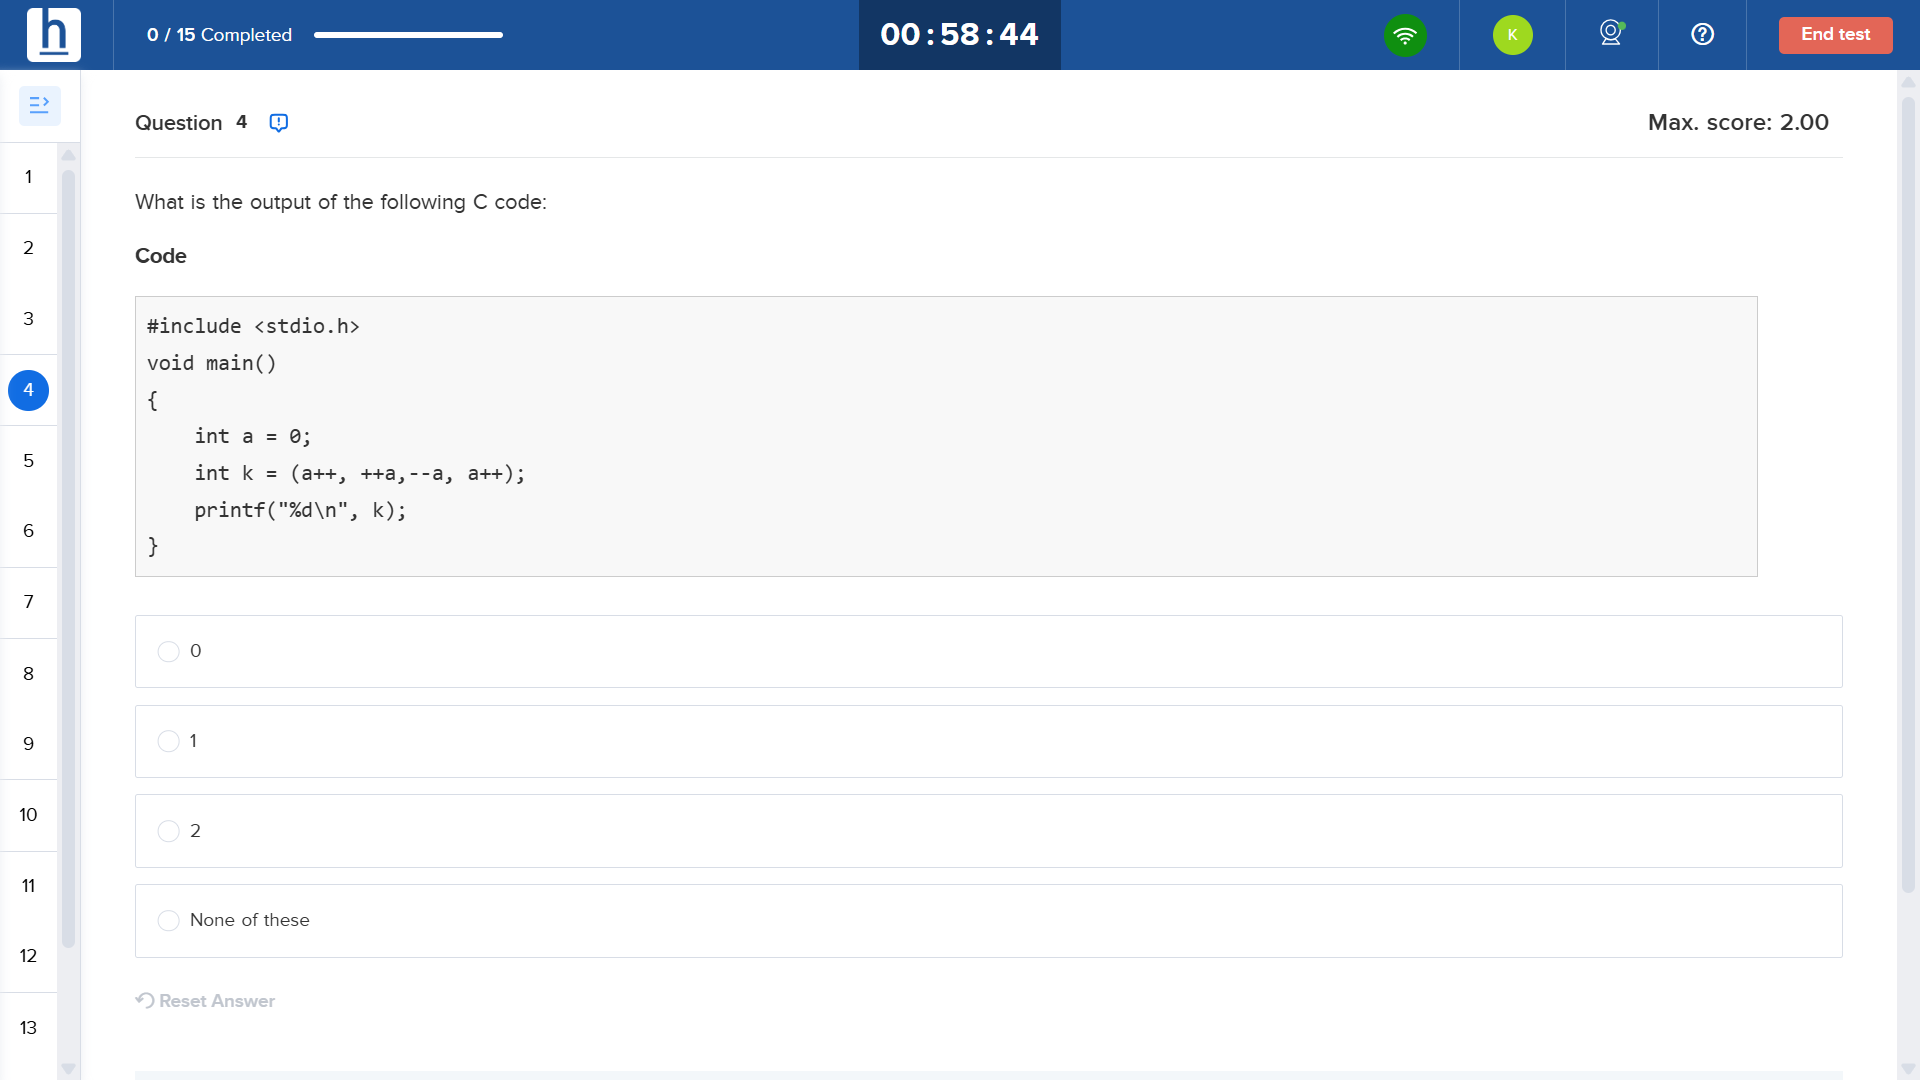 h
0 / 15 Completed
00 : 58 : 44
K
End test
Question 4
Max. score: 2.00
What is the output of the following C code:
Code
#include <stdio.h>
void main()
{
    int a = 0;
    int k = (a++, ++a,--a, a++);
    printf("%d\n", k);
}
0
1
2
None of these
Reset Answer
1
2
3
4
5
6
7
8
9
10
11
12
13